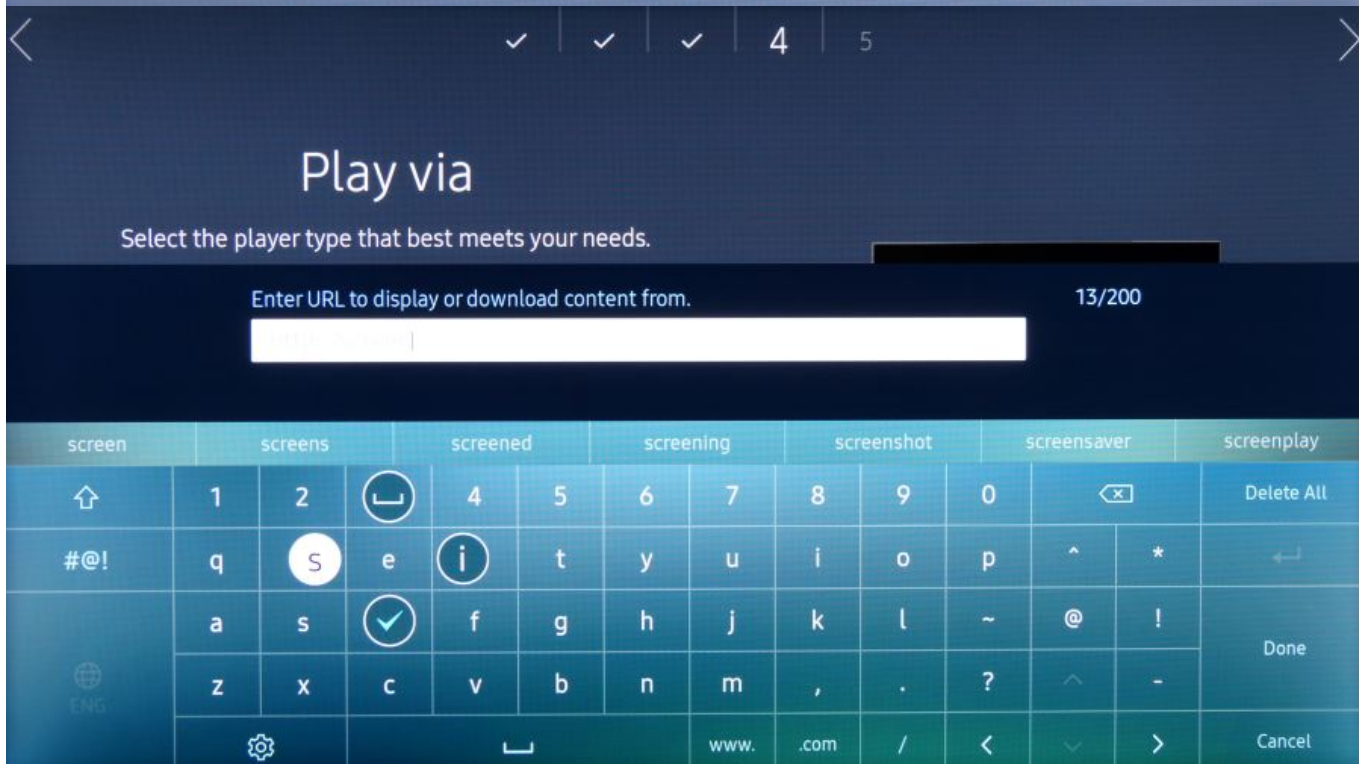 4 5
Play via
Select the player type that best meets your needs.
Enter URL to display or download content from. 13/200
screen screens screened screening screenshot screensaver screenplay
1 2 4 5 6 7 8 9 0 Delete All
#@! q s e i t y u i o p ^ *
a s f g h j k l ~ @ !
Done
ENG z x c v b n m , . ? -
www. .com / < > Cancel